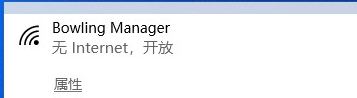 Bowling Manager
无 Internet，开放
属性